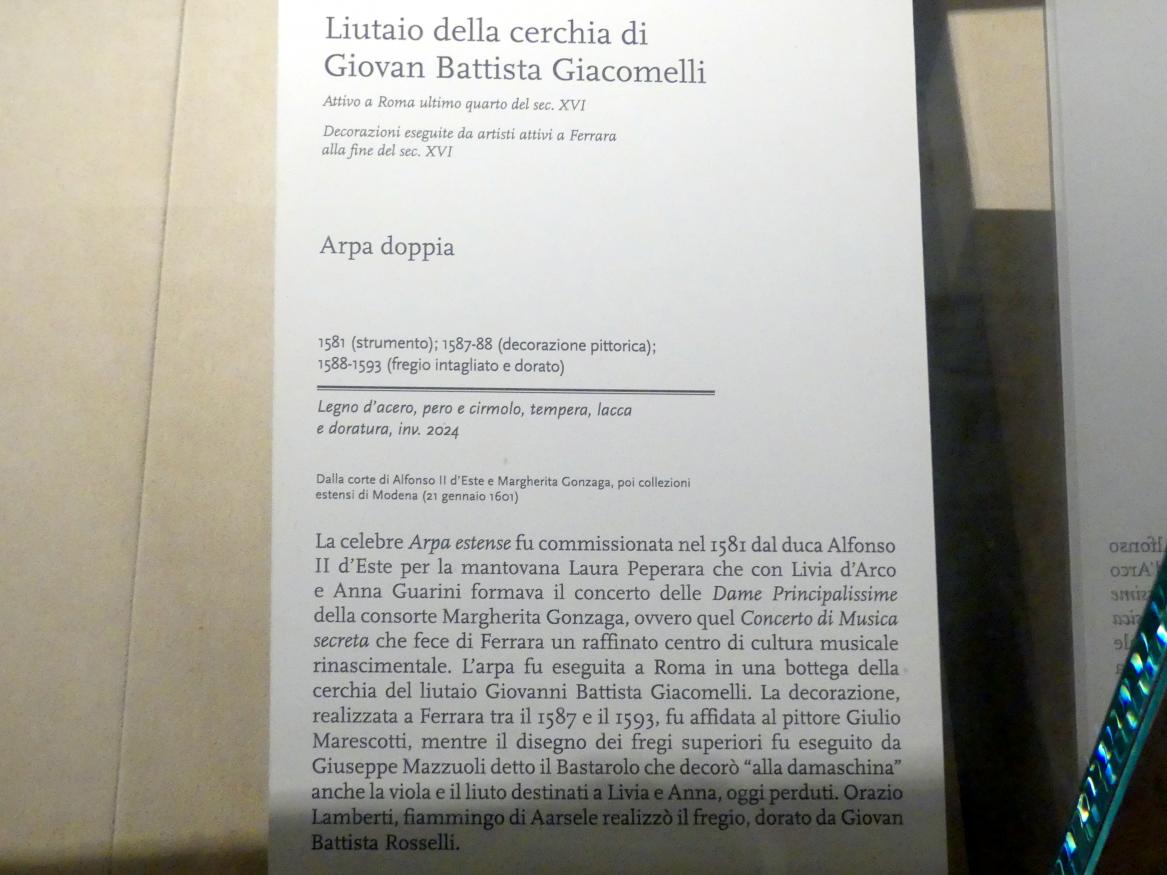 Liutaio della cerchia di
Giovan Battista Giacomelli
Attivo a Roma ultimo quarto del sec. XVI
Decorazioni eseguite da artisti attivi a Ferrara
alla fine del sec. XVI
Arpa doppia
1581 (strumento); 1587-88 (decorazione pittorica);
1588-1593 (fregio intagliato e dorato)
Legno d'acero, pero e cirmolo, tempera, lacca
e doratura, inv. 2024
Dalla corte di Alfonso II d'Este e Margherita Gonzaga, poi collezioni
estensi di Modena (21 gennaio 1601)
La celebre Arpa estense fu commissionata nel 1581 dal duca Alfonso
II d'Este per la mantovana Laura Peperara che con Livia d'Arco
e Anna Guarini formava il concerto delle Dame Principalissime
della consorte Margherita Gonzaga, ovvero quel Concerto di Musica
secreta che fece di Ferrara un raffinato centro di cultura musicale
rinascimentale. L'arpa fu eseguita a Roma in una bottega della
cerchia del liutaio Giovanni Battista Giacomelli. La decorazione,
realizzata a Ferrara tra il 1587 e il 1593, fu affidata al pittore Giulio
Marescotti, mentre il disegno dei fregi superiori fu eseguito da
Giuseppe Mazzuoli detto il Bastarolo che decorò “alla damaschina”
anche la viola e il liuto destinati a Livia e Anna, oggi perduti. Orazio
Lamberti, fiammingo di Aarsele realizzò il fregio, dorato da Giovan
Battista Rosselli.